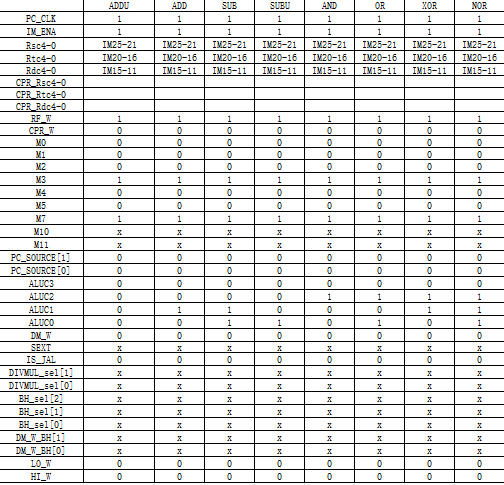 ADDU ADD SUB SUBU AND OR XOR NOR
PC_CLK 1 1 1 1 1 1 1 1
IM_ENA 1 1 1 1 1 1 1 1
Rsc4-0 IM25-21 IM25-21 IM25-21 IM25-21 IM25-21 IM25-21 IM25-21 IM25-21
Rtc4-0 IM20-16 IM20-16 IM20-16 IM20-16 IM20-16 IM20-16 IM20-16 IM20-16
Rdc4-0 IM15-11 IM15-11 IM15-11 IM15-11 IM15-11 IM15-11 IM15-11 IM15-11
CPR_Rsc4-0
CPR_Rtc4-0
CPR_Rdc4-0
RF_W 1 1 1 1 1 1 1 1
CPR_W 0 0 0 0 0 0 0 0
M0 0 0 0 0 0 0 0 0
M1 0 0 0 0 0 0 0 0
M2 0 0 0 0 0 0 0 0
M3 1 1 1 1 1 1 1 1
M4 0 0 0 0 0 0 0 0
M5 0 0 0 0 0 0 0 0
M7 1 1 1 1 1 1 1 1
M10 x x x x x x x x
M11 x x x x x x x x
PC_SOURCE[1] 0 0 0 0 0 0 0 0
PC_SOURCE[0] 0 0 0 0 0 0 0 0
ALUC3 0 0 0 0 0 0 0 0
ALUC2 0 0 0 0 1 1 1 1
ALUC1 0 1 1 0 0 0 1 1
ALUC0 0 0 1 1 0 1 0 1
DM_W 0 0 0 0 0 0 0 0
SEXT x x x x x x x x
IS_JAL 0 0 0 0 0 0 0 0
DIVMUL_sel[1] x x x x x x x x
DIVMUL_sel[0] x x x x x x x x
BH_sel[2] x x x x x x x x
BH_sel[1] x x x x x x x x
BH_sel[0] x x x x x x x x
DM_W_BH[1] x x x x x x x x
DM_W_BH[0] x x x x x x x x
LO_W 0 0 0 0 0 0 0 0
HI_W 0 0 0 0 0 0 0 0